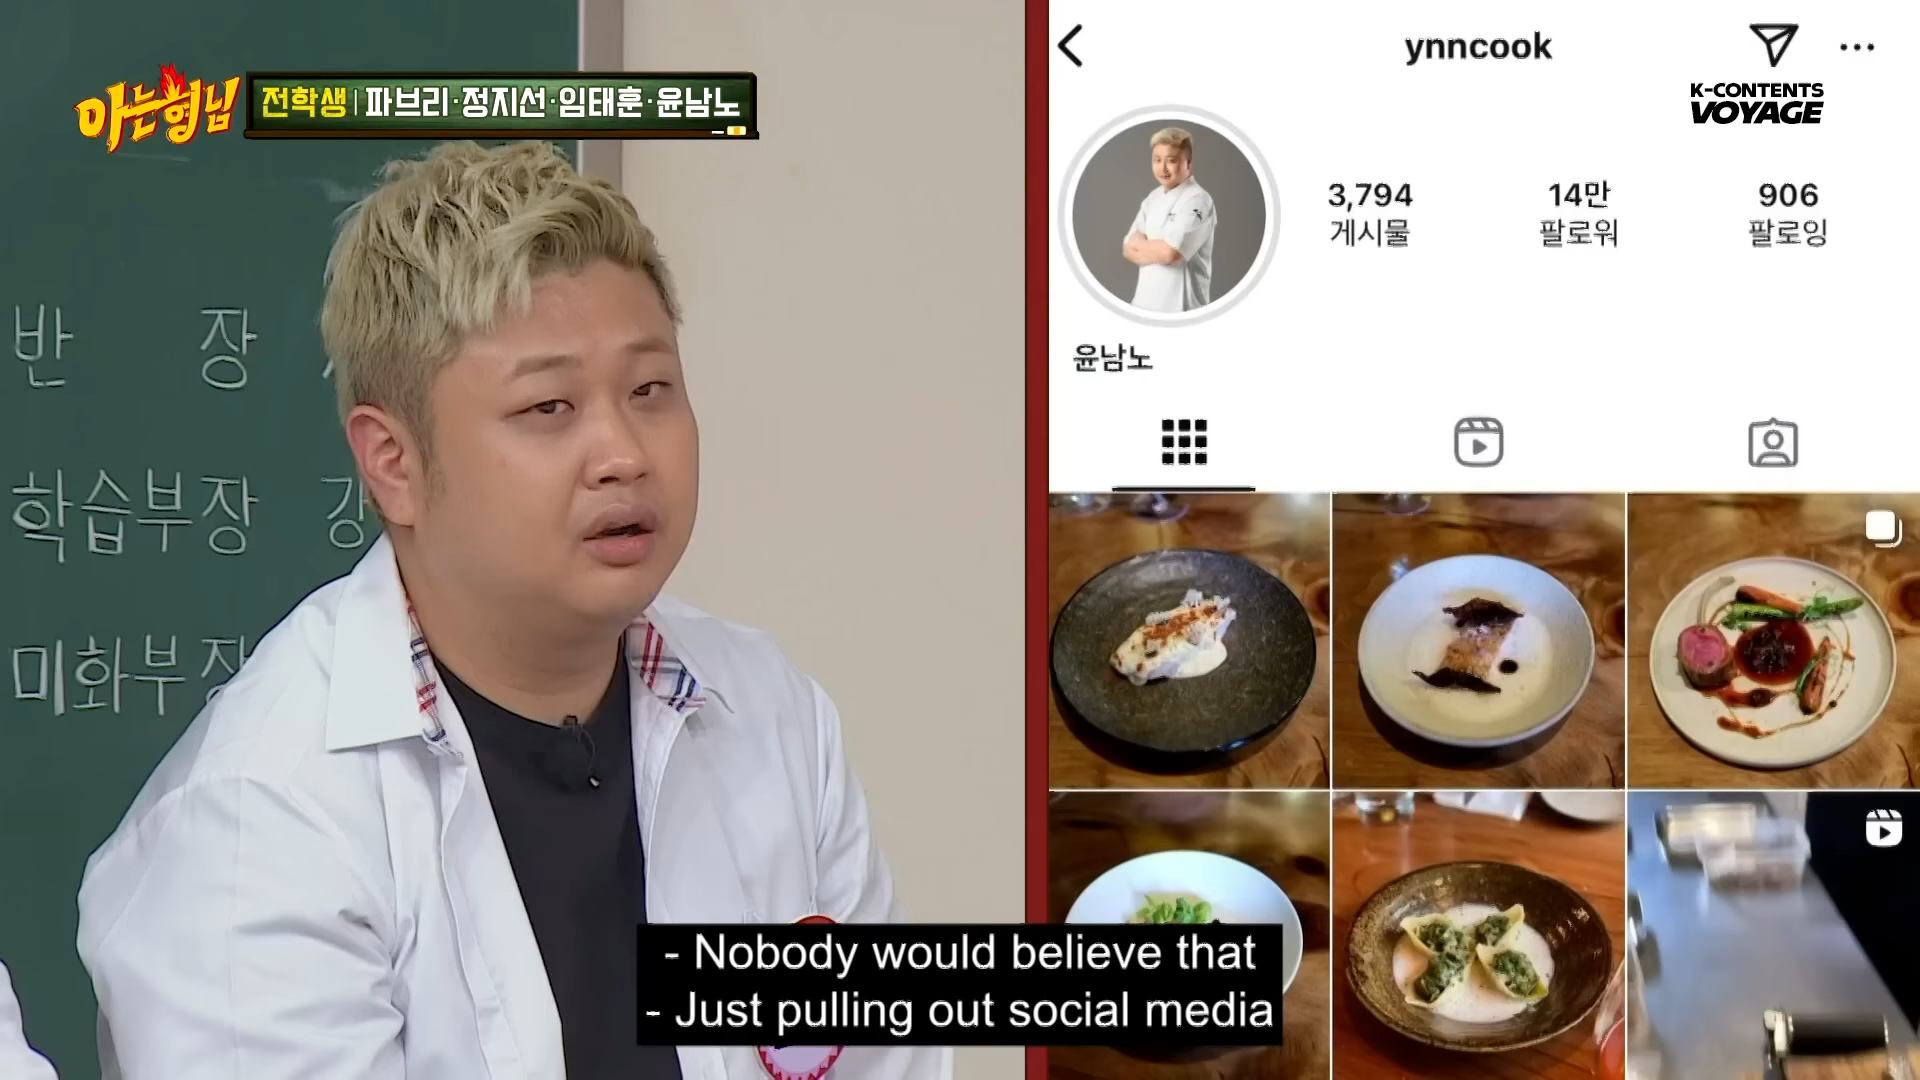 아는형님
전학생 | 파브리·정지선·임태훈·윤남노
반 장
학습부장 강
미화부장
ynncook
K-CONTENTS
VOYAGE
3,794
게시물
14만
팔로워
906
팔로잉
윤남노
- Nobody would believe that
- Just pulling out social media